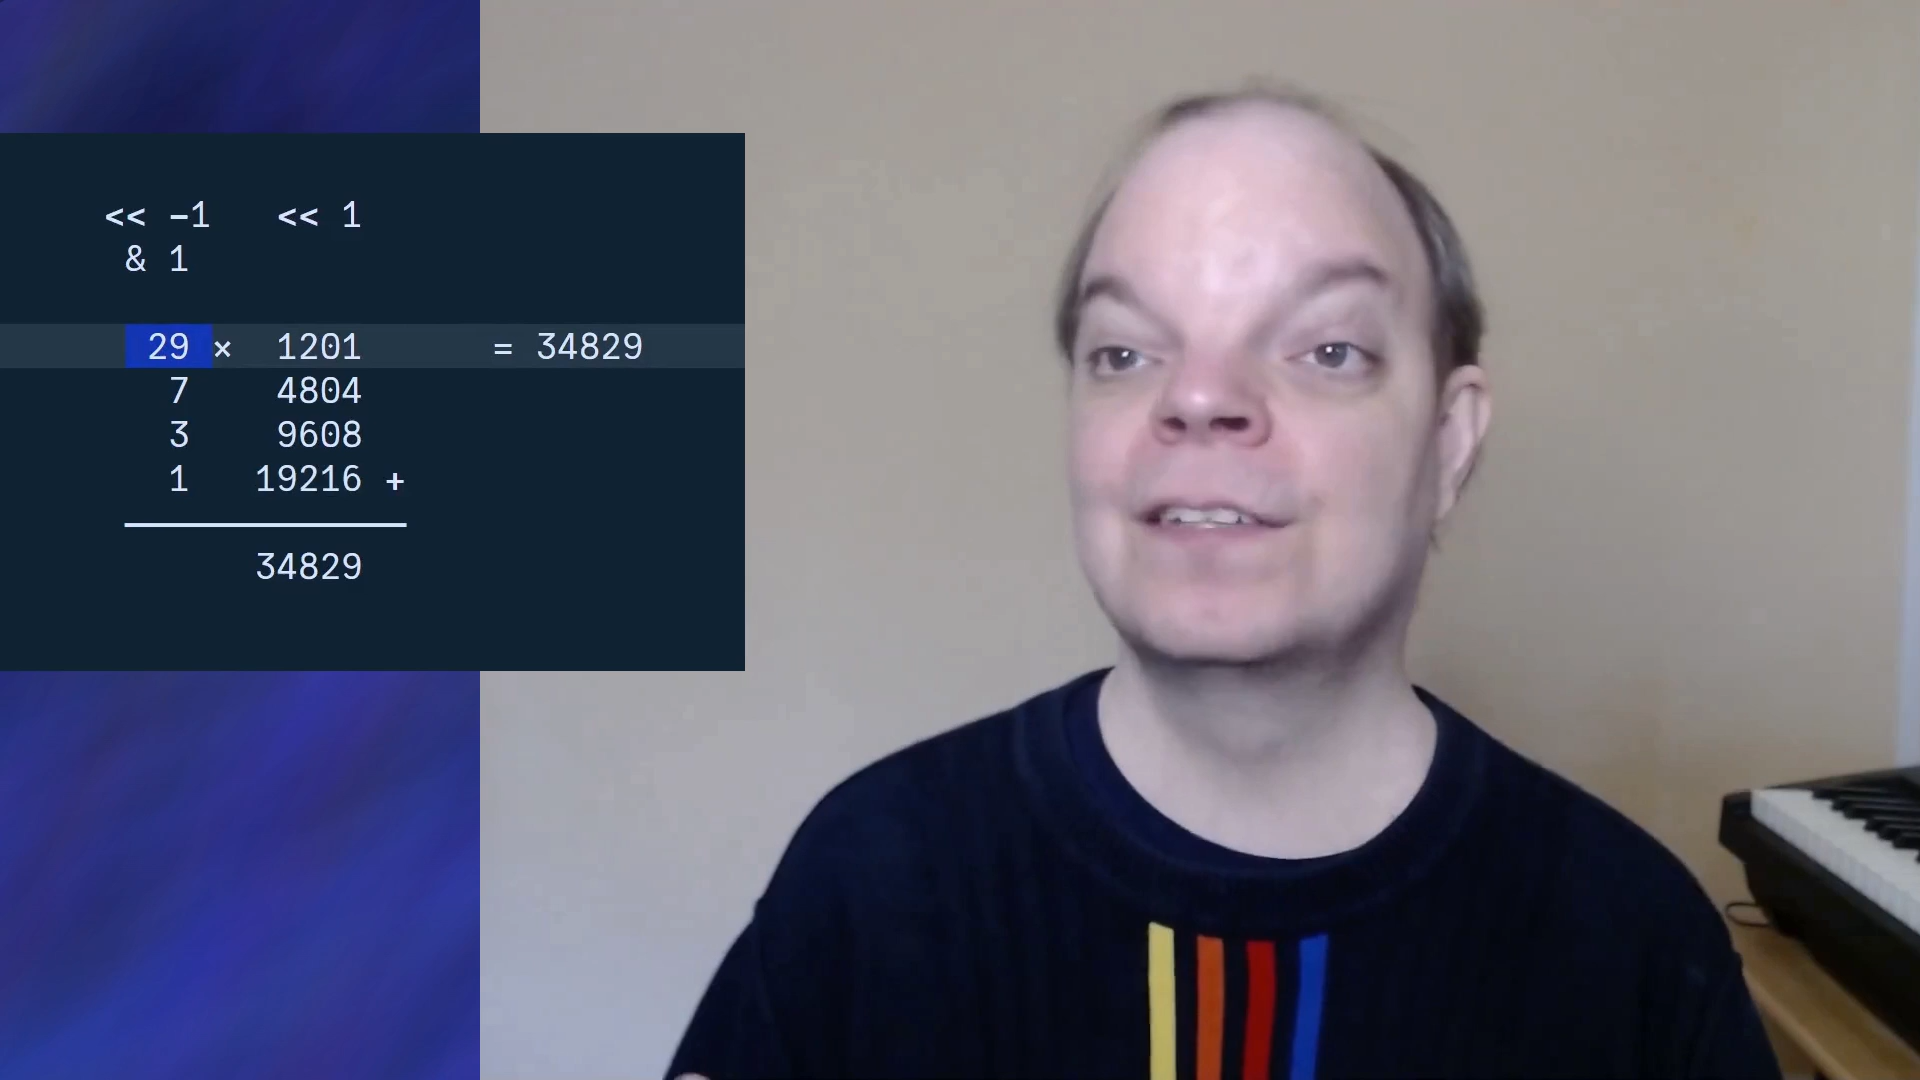 << −1 << 1
& 1
29 × 1201 = 34829
7 4804
3 9608
1 19216 +
34829